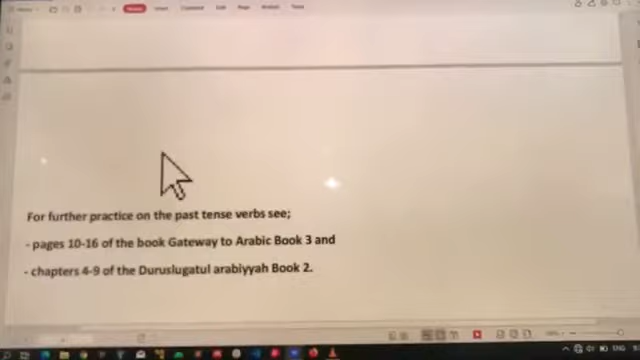 For further practice on the past tense verbs see;
- pages 10-16 of the book Gateway to Arabic Book 3 and
- chapters 4-9 of the Duruslugatul arabiyyah Book 2.